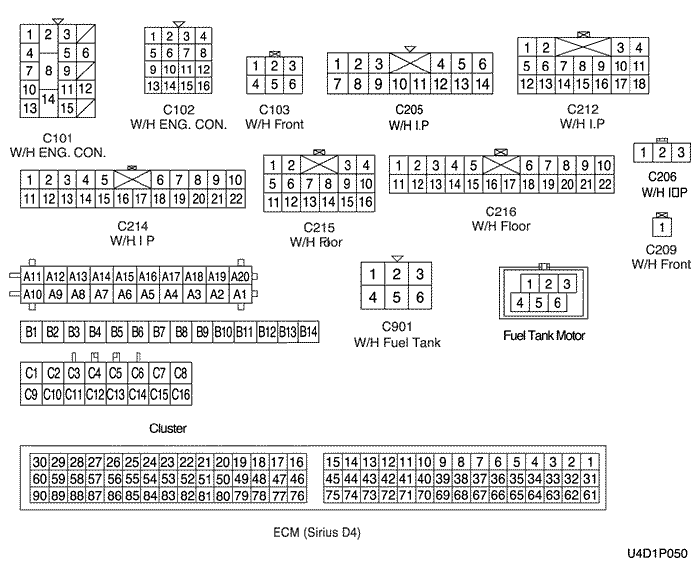 1 2 3
4 5 6
7 8 9
10 11 12
13 14 15
C101
W/H ENG. CON.
1 2 3 4
5 6 7 8
9 10 11 12
13 14 15 16
C102
W/H ENG. CON.
1 2 3
4 5 6
C103
W/H Front
1 2 3 4 5 6
7 8 9 10 11 12 13 14
C205
W/H I.P
1 2 3 4
5 6 7 8 9 10 11
12 13 14 15 16 17 18
C212
W/H I.P
1 2 3 4 5 6 7 8 9 10
11 12 13 14 15 16 17 18 19 20 21 22
C214
W/H I P
1 2 3 4
5 6 7 8 9 10
11 12 13 14 15 16
C215
W/H Floor
1 2 3 4 5 6 7 8 9 10
11 12 13 14 15 16 17 18 19 20 21 22
C216
W/H Floor
1 2 3
C206
W/H I□P
1
C209
W/H Front
A11 A12 A13 A14 A15 A16 A17 A18 A19 A20
A10 A9 A8 A7 A6 A5 A4 A3 A2 A1
B1 B2 B3 B4 B5 B6 B7 B8 B9 B10 B11 B12 B13 B14
C1 C2 C3 C4 C5 C6 C7 C8
C9 C10 C11 C12 C13 C14 C15 C16
Cluster
1 2 3
4 5 6
C901
W/H Fuel Tank
1 2 3
4 5 6
Fuel Tank Motor
30 29 28 27 26 25 24 23 22 21 20 19 18 17 16 15 14 13 12 11 10 9 8 7 6 5 4 3 2 1
60 59 58 57 56 55 54 53 52 51 50 49 48 47 46 45 44 43 42 41 40 39 38 37 36 35 34 33 32 31
90 89 88 87 86 85 84 83 82 81 80 79 78 77 76 75 74 73 72 71 70 69 68 67 66 65 64 63 62 61
ECM (Sirius D4)
U4D1P050